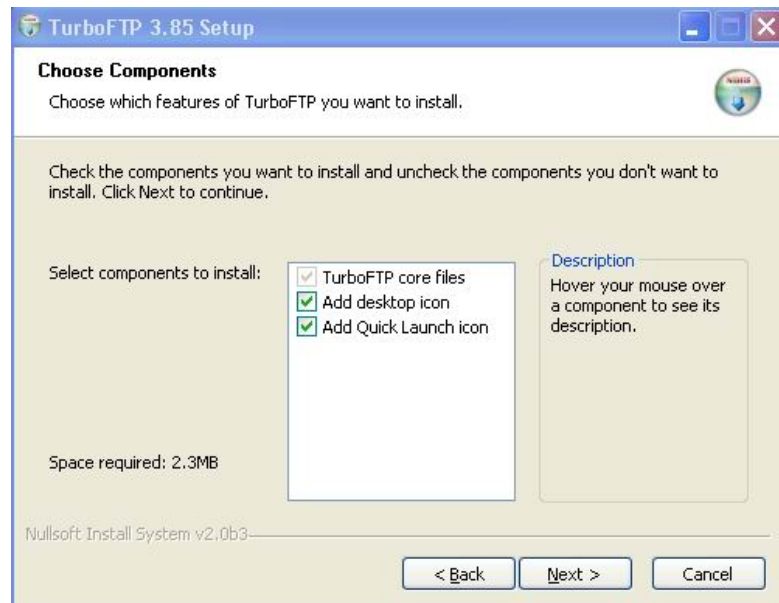 TurboFTP 3.85 Setup
Choose Components
Choose which features of TurboFTP you want to install.
Check the components you want to install and uncheck the components you don't want to
install. Click Next to continue.
Select components to install:
TurboFTP core files
Add desktop icon
Add Quick Launch icon
Description
Hover your mouse over
a component to see its
description.
Space required: 2.3MB
Nullsoft Install System v2.0b3
< Back
Next >
Cancel